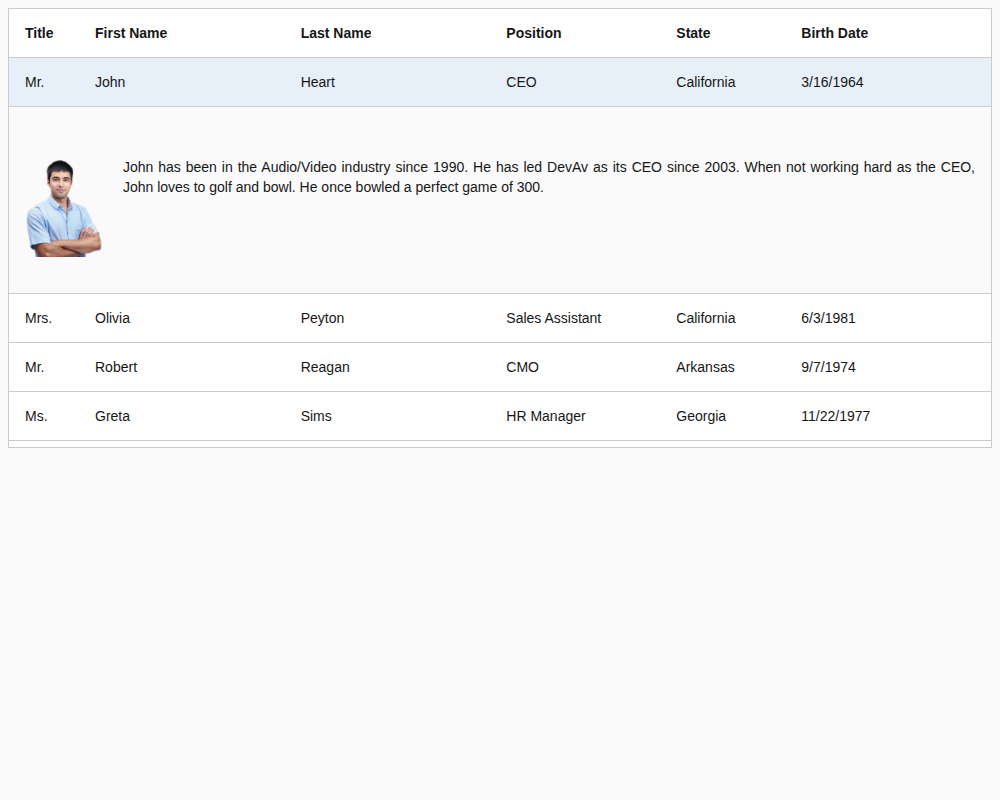 Title First Name Last Name Position State Birth Date
Mr. John Heart CEO California 3/16/1964
John has been in the Audio/Video industry since 1990. He has led DevAv as its CEO since 2003. When not working hard as the CEO,
John loves to golf and bowl. He once bowled a perfect game of 300.
Mrs. Olivia Peyton Sales Assistant California 6/3/1981
Mr. Robert Reagan CMO Arkansas 9/7/1974
Ms. Greta Sims HR Manager Georgia 11/22/1977